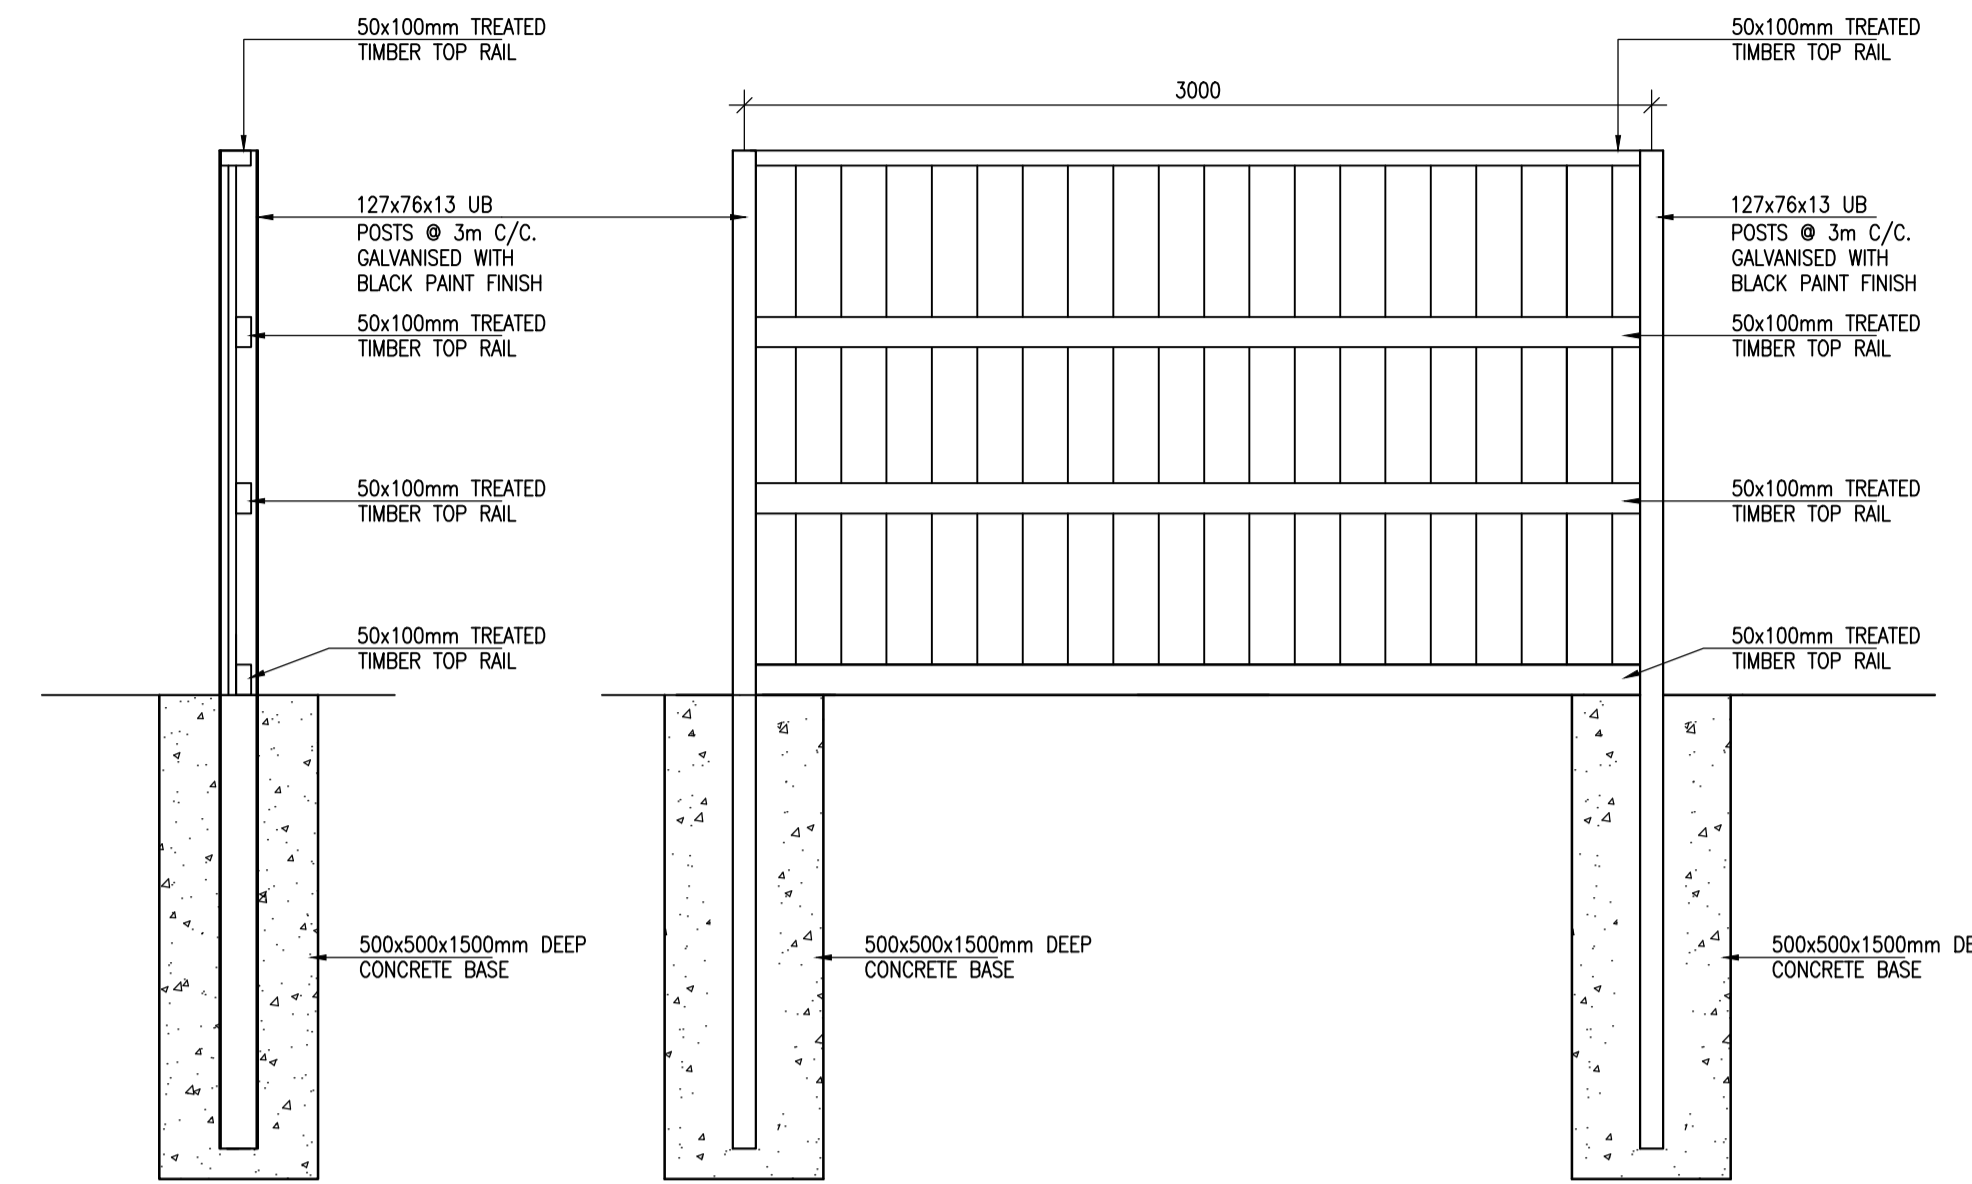 50x100mm TREATED
TIMBER TOP RAIL
50x100mm TREATED
TIMBER TOP RAIL
3000
127x76x13 UB
POSTS @ 3m C/C.
GALVANISED WITH
BLACK PAINT FINISH
127x76x13 UB
POSTS @ 3m C/C.
GALVANISED WITH
BLACK PAINT FINISH
50x100mm TREATED
TIMBER TOP RAIL
50x100mm TREATED
TIMBER TOP RAIL
50x100mm TREATED
TIMBER TOP RAIL
50x100mm TREATED
TIMBER TOP RAIL
50x100mm TREATED
TIMBER TOP RAIL
50x100mm TREATED
TIMBER TOP RAIL
500x500x1500mm DEEP
CONCRETE BASE
500x500x1500mm DEEP
CONCRETE BASE
500x500x1500mm
CONCRETE BASE